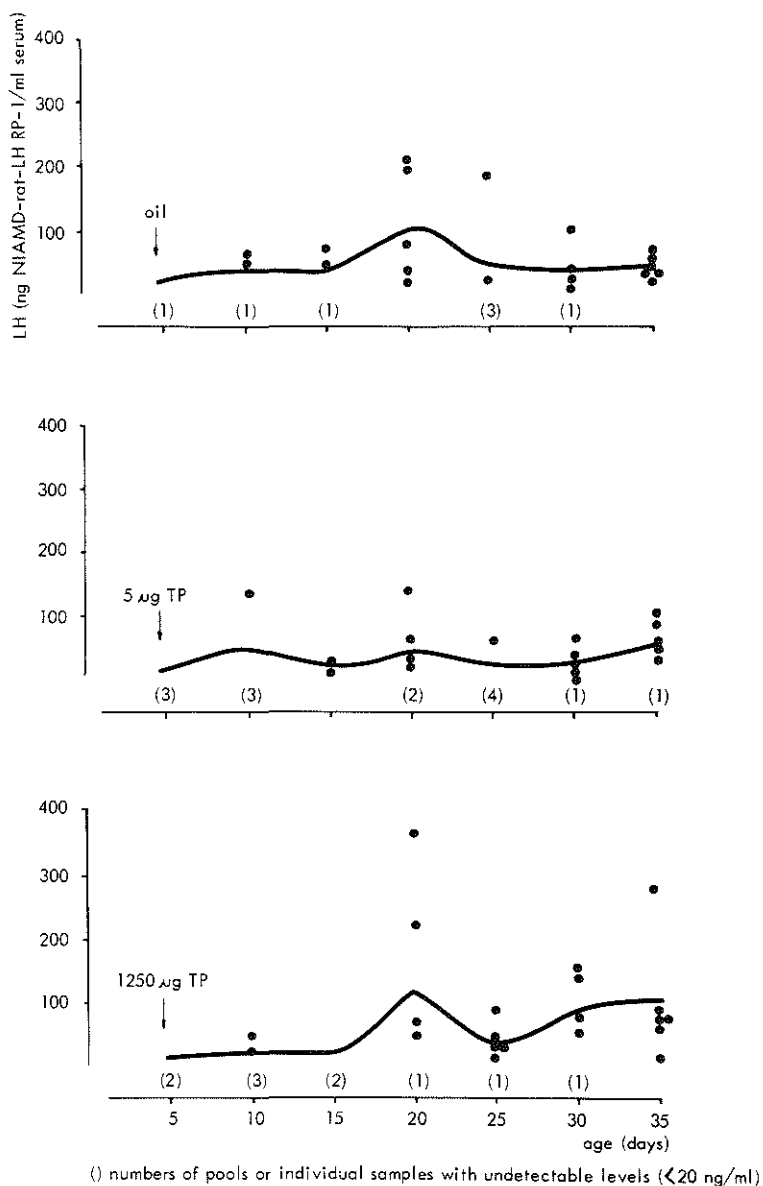 LH (ng NIAMD-rat-LH RP-1/ml serum)
400
300
200
100
oil
(1) (1) (1) (3) (1)
400
300
200
100
5 µg TP
(3) (3) (2) (4) (1) (1)
400
300
200
100
1250 µg TP
(2) (3) (2) (1) (1) (1)
5 10 15 20 25 30 35
age (days)
() numbers of pools or individual samples with undetectable levels (<20 ng/ml)